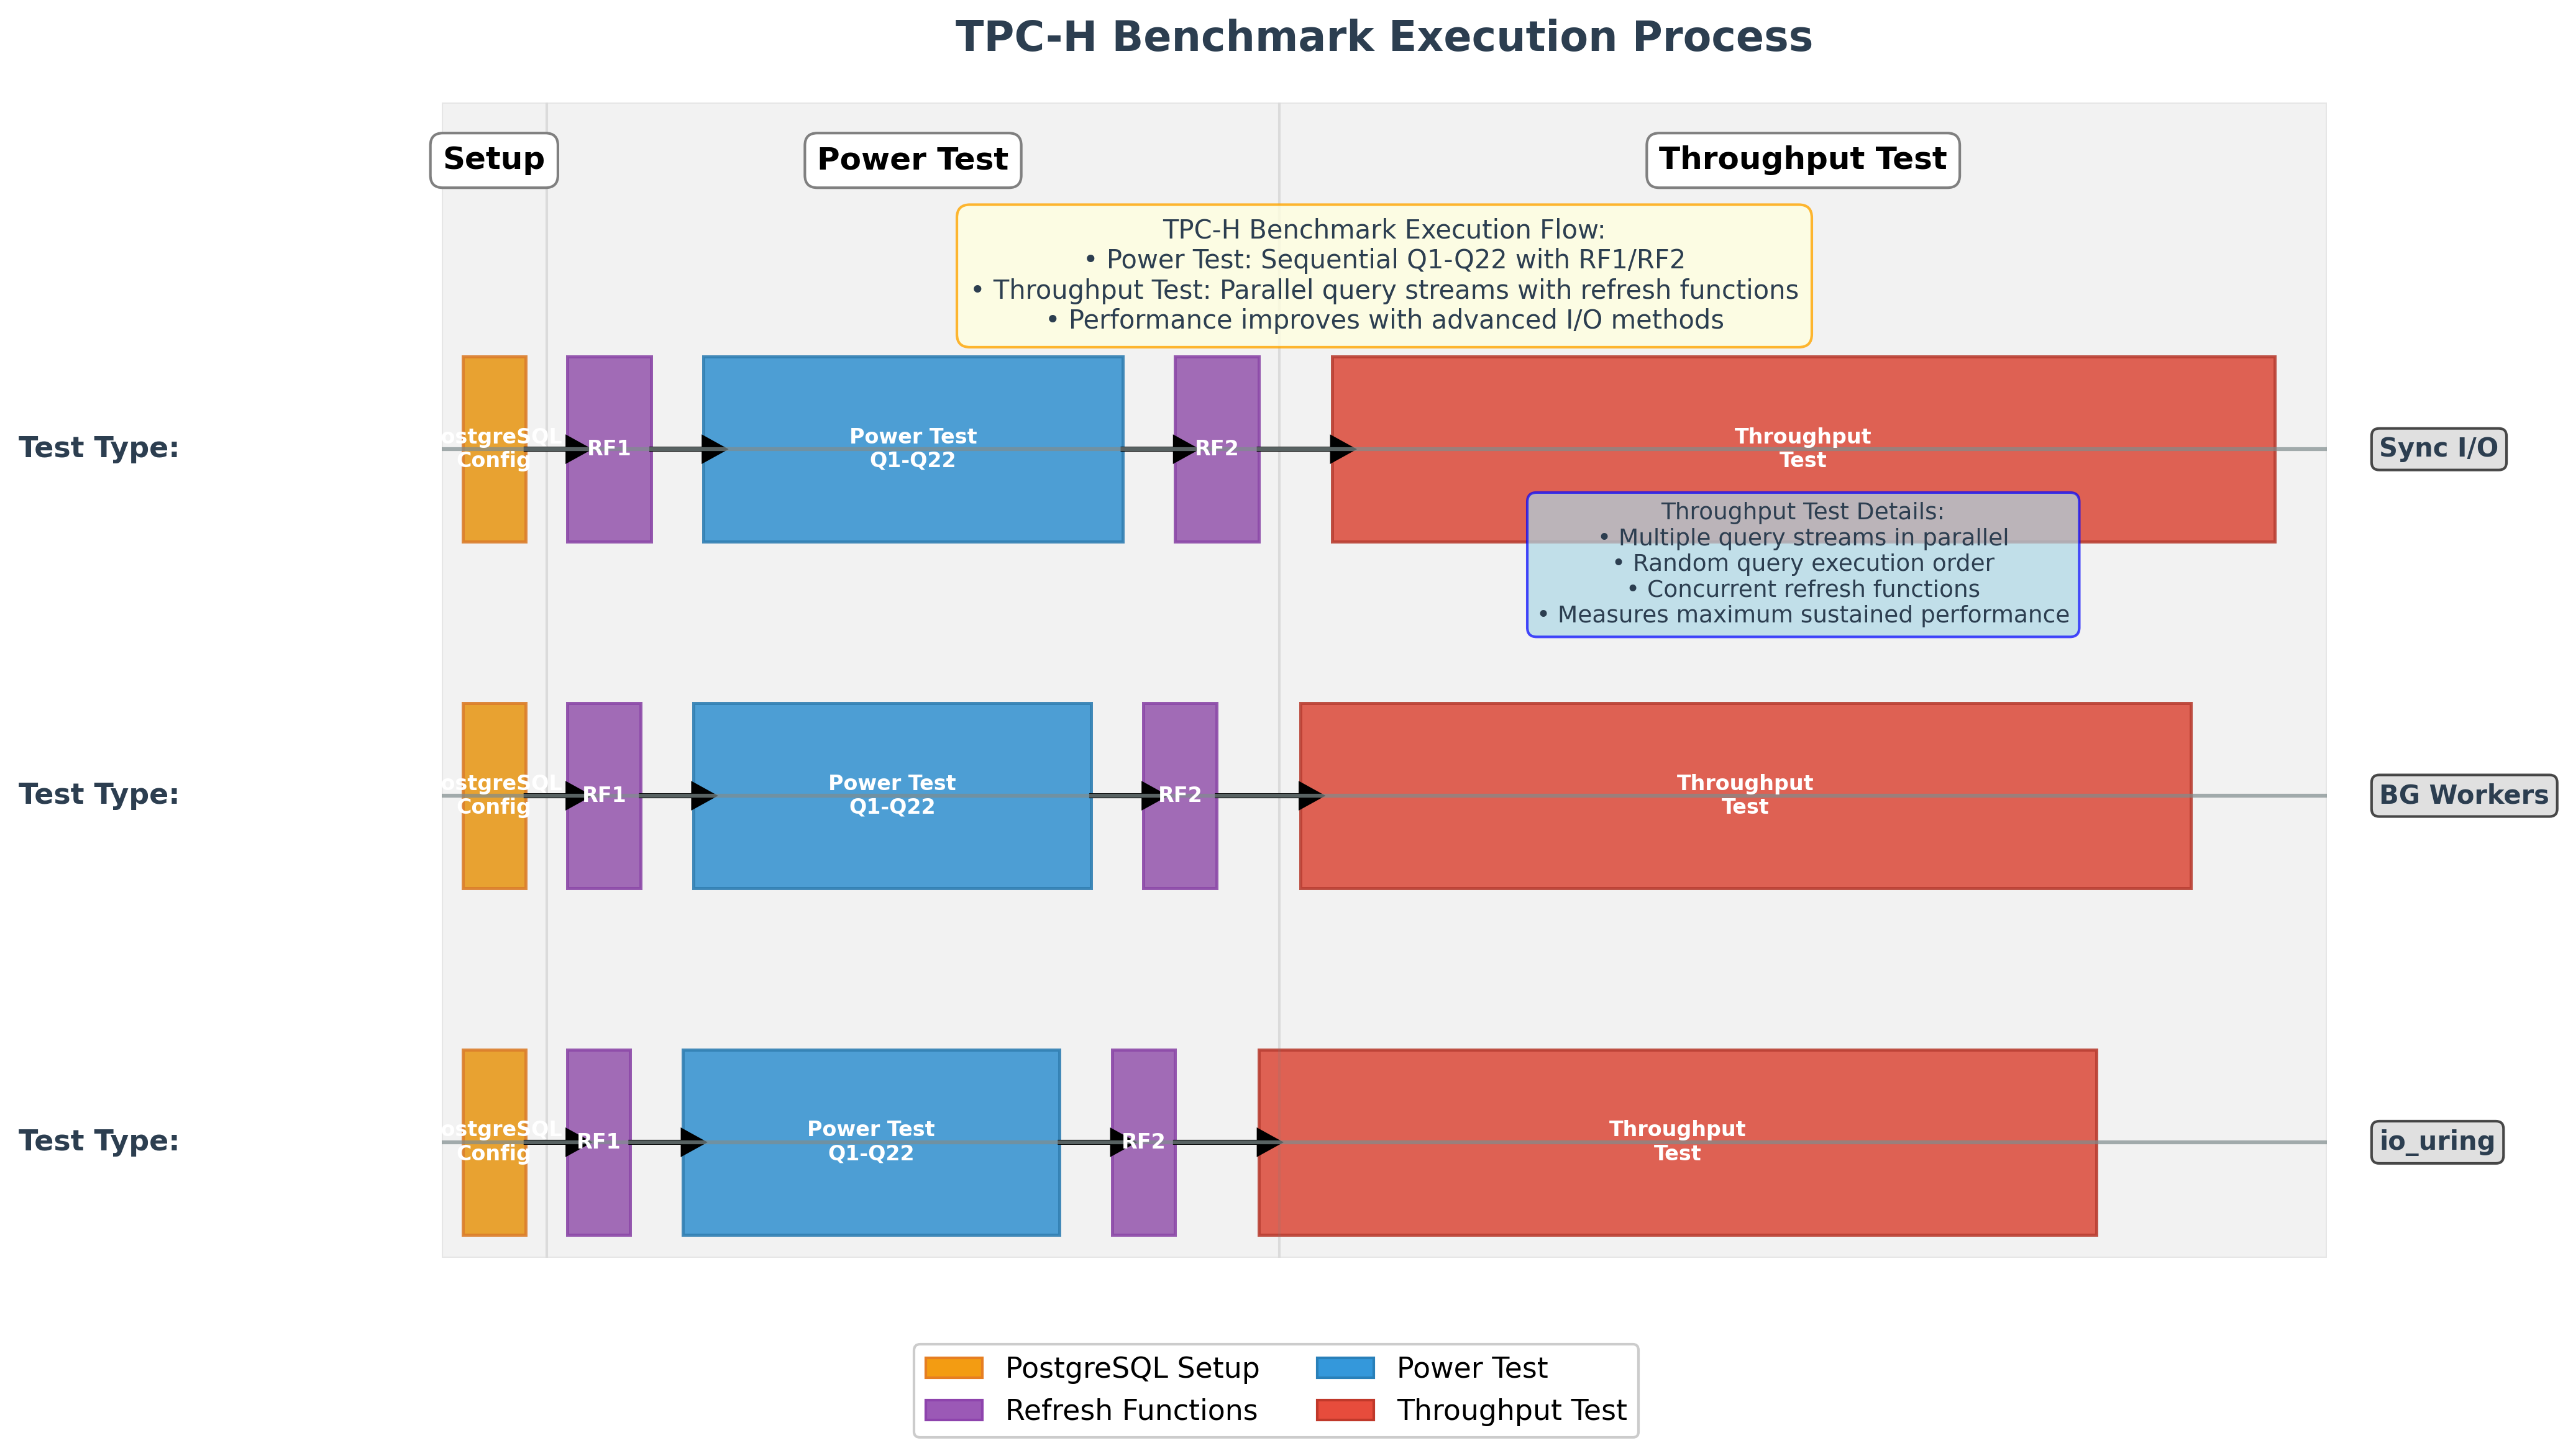 TPC-H Benchmark Execution Process
Setup
Power Test
Throughput Test
TPC-H Benchmark Execution Flow:
• Power Test: Sequential Q1-Q22 with RF1/RF2
• Throughput Test: Parallel query streams with refresh functions
• Performance improves with advanced I/O methods
Test Type:
ostgreSQL
Config
RF1
Power Test
Q1-Q22
RF2
Throughput
Test
Sync I/O
Throughput Test Details:
• Multiple query streams in parallel
• Random query execution order
• Concurrent refresh functions
• Measures maximum sustained performance
Test Type:
ostgreSQL
Config
RF1
Power Test
Q1-Q22
RF2
Throughput
Test
BG Workers
Test Type:
ostgreSQL
Config
RF1
Power Test
Q1-Q22
RF2
Throughput
Test
io_uring
PostgreSQL Setup
Refresh Functions
Power Test
Throughput Test